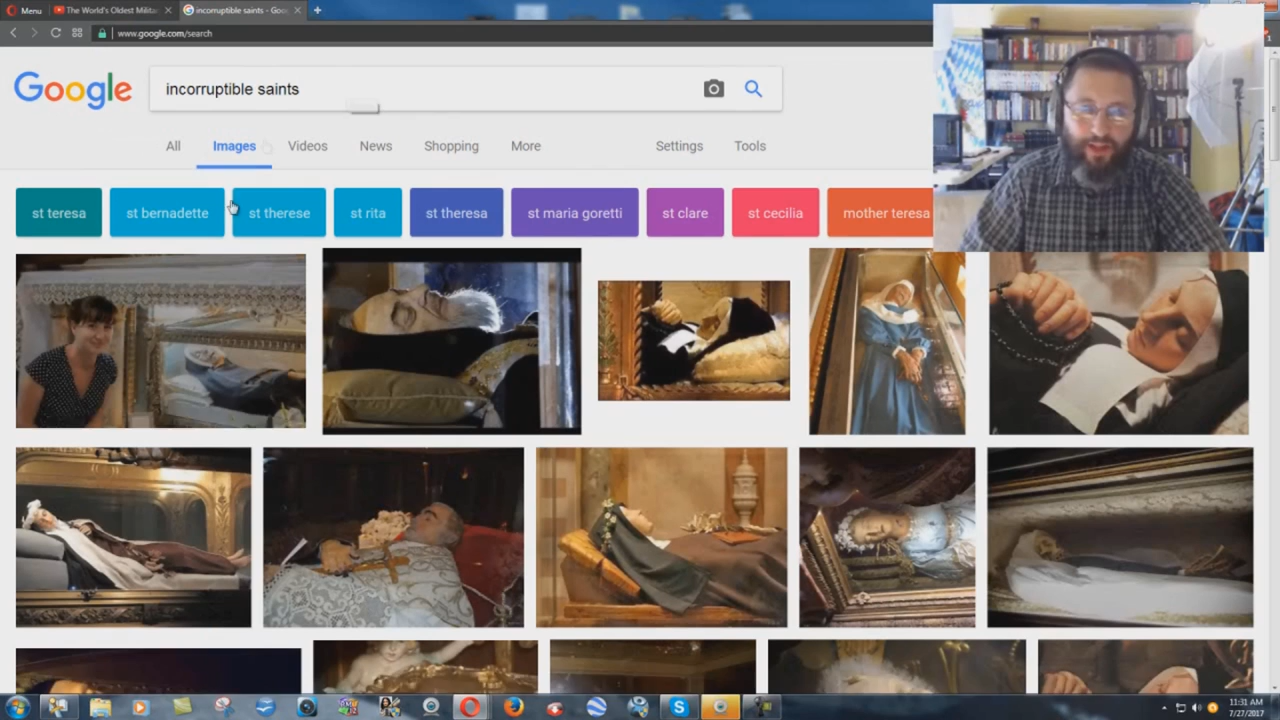 Menu
The World's Oldest Milita
incorruptible saints - Goo
www.google.com/search
Google
incorruptible saints
All Images Videos News Shopping More Settings Tools
st teresa st bernadette st therese st rita st theresa st maria goretti st clare st cecilia mother teresa
11:31 AM
7/27/2017